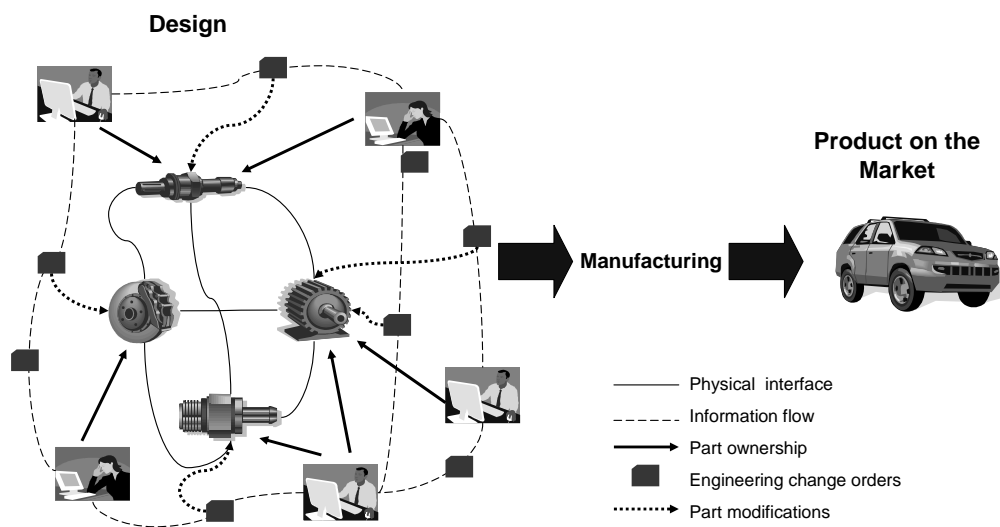 Design
Product on the
Market
Manufacturing
Physical interface
Information flow
Part ownership
Engineering change orders
Part modifications